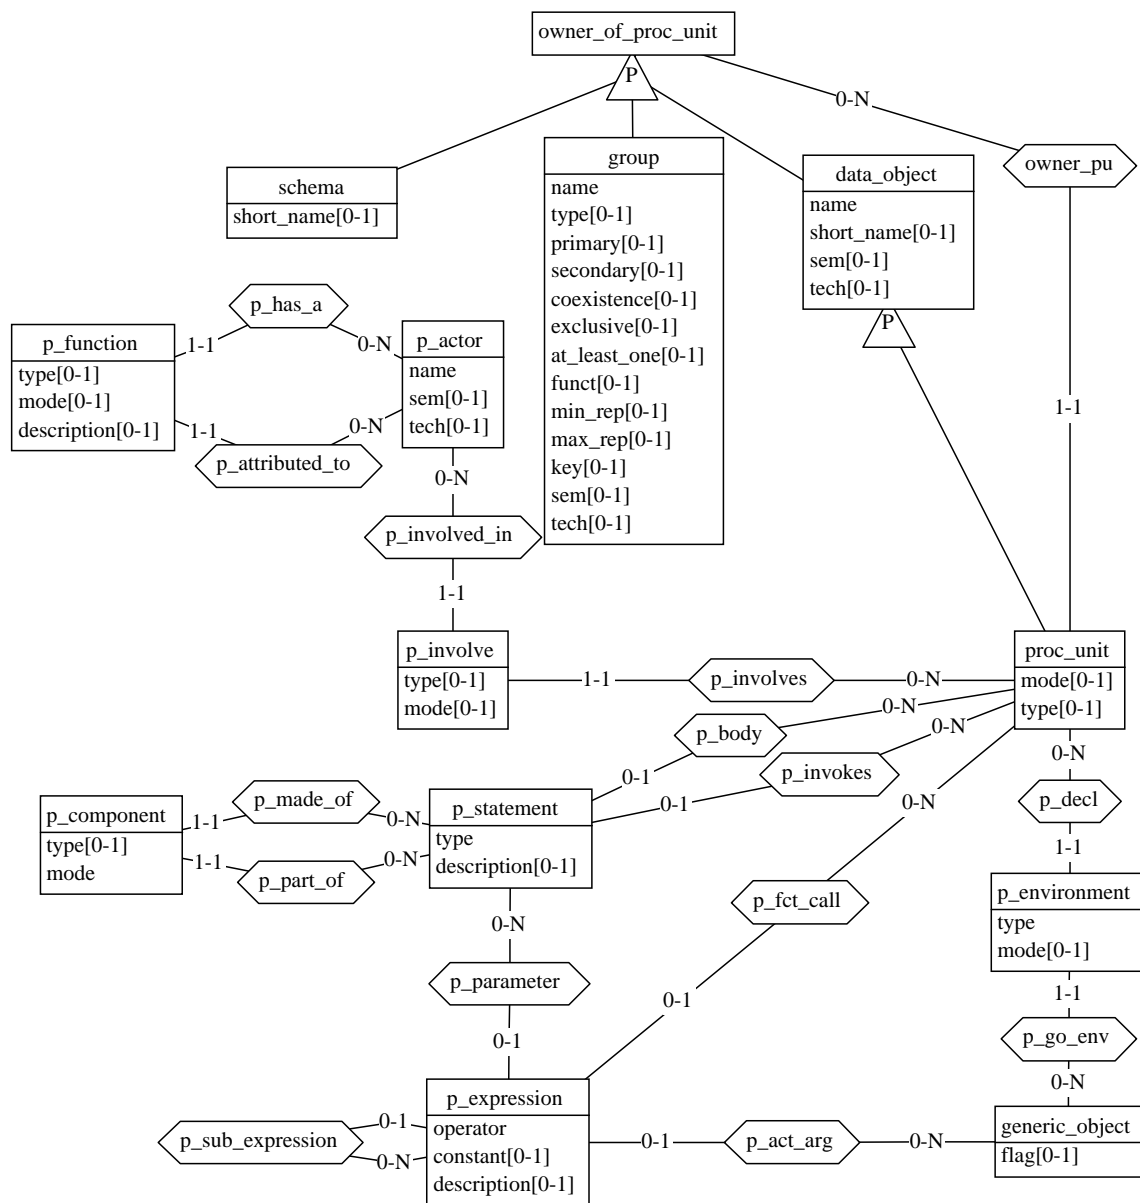 owner_of_proc_unit
P
0-N
group
name
type[0-1]
primary[0-1]
secondary[0-1]
coexistence[0-1]
exclusive[0-1]
at_least_one[0-1]
funct[0-1]
min_rep[0-1]
max_rep[0-1]
key[0-1]
sem[0-1]
tech[0-1]
schema
short_name[0-1]
data_object
name
short_name[0-1]
sem[0-1]
tech[0-1]
owner_pu
P
p_has_a
p_function
type[0-1]
mode[0-1]
description[0-1]
1-1
0-N
p_actor
name
sem[0-1]
tech[0-1]
1-1
0-N
p_attributed_to
1-1
0-N
p_involved_in
1-1
p_involve
type[0-1]
mode[0-1]
1-1
p_involves
0-N
proc_unit
mode[0-1]
type[0-1]
0-N
p_body
0-1
0-N
p_invokes
0-1
0-N
0-N
p_decl
1-1
p_component
type[0-1]
mode
p_made_of
1-1
0-N
1-1
0-N
p_part_of
p_statement
type
description[0-1]
p_fct_call
0-1
p_environment
type
mode[0-1]
1-1
p_go_env
0-N
0-N
p_parameter
0-1
p_expression
operator
constant[0-1]
description[0-1]
p_sub_expression
0-1
0-N
0-1
p_act_arg
0-N
generic_object
flag[0-1]